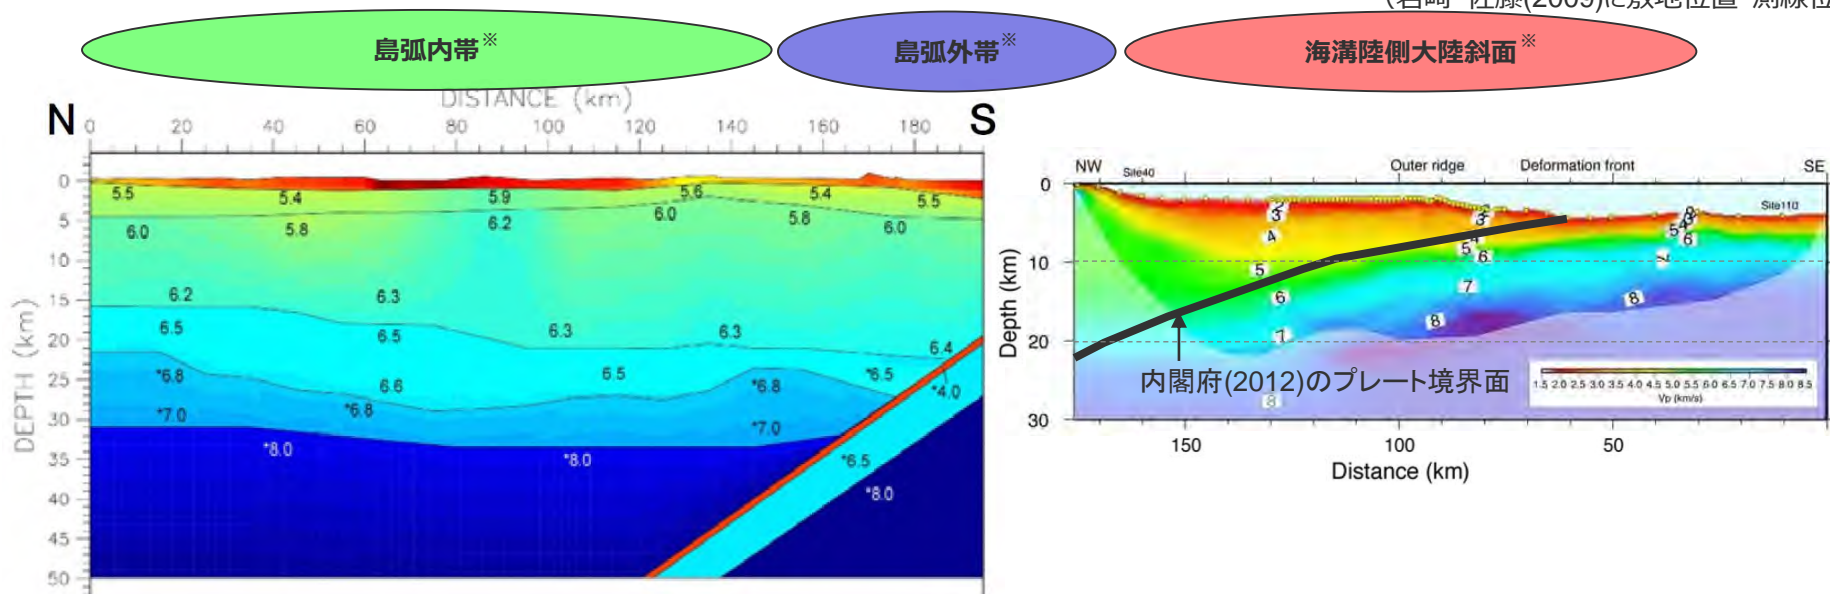 島弧内帯※
島弧外帯※
海溝陸側大陸斜面※
DISTANCE (km)
N
S
0 20 40 60 80 100 120 140 160 180
DEPTH (km)
0
5
10
15
20
25
30
35
40
45
50
5.5 5.4 5.9 5.6 5.4 5.5
6.0 5.8 6.2 6.0 5.8 6.0
6.2 6.3 6.3 6.3 6.4
6.5 6.5 6.5 *6.5
*6.8 6.6 *6.8 *4.0
*6.8
*7.0 *7.0
*8.0 *8.0 *6.5
*8.0
NW
Site40
Outer ridge
Deformation front
SE
Site110
Depth (km)
0
10
20
30
2 3 4 5 6 7
2 3 4 5 6 7 8
3 4 5 6 7 8
8
内閣府(2012)のプレート境界面
1.5 2.0 2.5 3.0 3.5 4.0 4.5 5.0 5.5 6.0 6.5 7.0 7.5 8.0 8.5
Vp (km/s)
150 100 50
Distance (km)